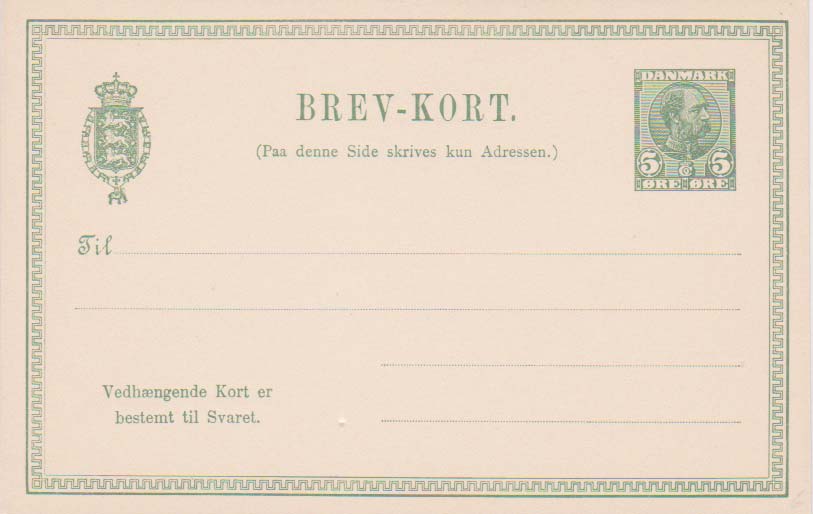 DANMARK
BREV-KORT.
(Paa denne Side skrives kun Adressen.)
5 5
ØRE ØRE
Til
Vedhængende Kort er
bestemt til Svaret.